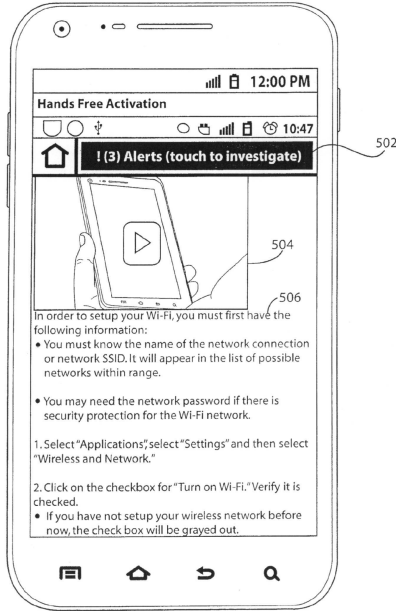 12:00 PM
Hands Free Activation
10:47
! (3) Alerts (touch to investigate)
502
504
506
In order to setup your Wi-Fi, you must first have the
following information:
• You must know the name of the network connection
or network SSID. It will appear in the list of possible
networks within range.
• You may need the network password if there is
security protection for the Wi-Fi network.
1. Select “Applications”, select “Settings” and then select
“Wireless and Network.”
2. Click on the checkbox for “Turn on Wi-Fi.” Verify it is
checked.
• If you have not setup your wireless network before
now, the check box will be grayed out.